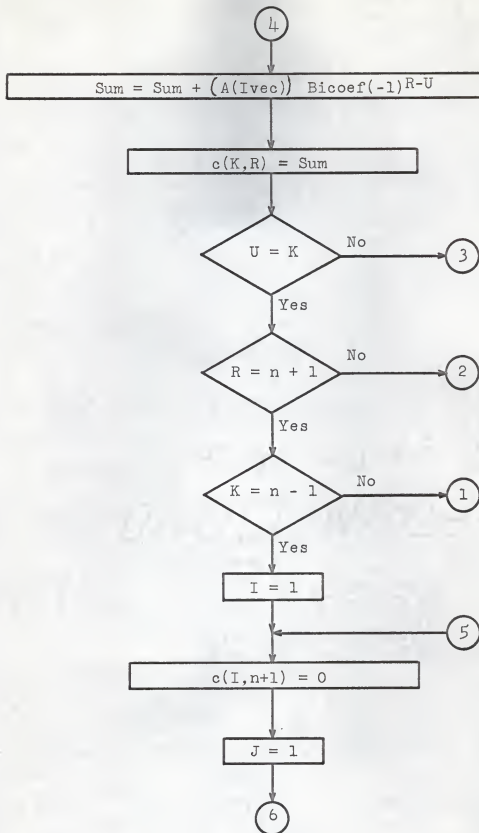 4
Sum = Sum + (A(Ivec)) Bicoef(-1)^R-U
c(K,R) = Sum
U = K
No
3
Yes
R = n + 1
No
2
Yes
K = n - 1
No
1
Yes
I = 1
5
c(I,n+1) = 0
J = 1
6